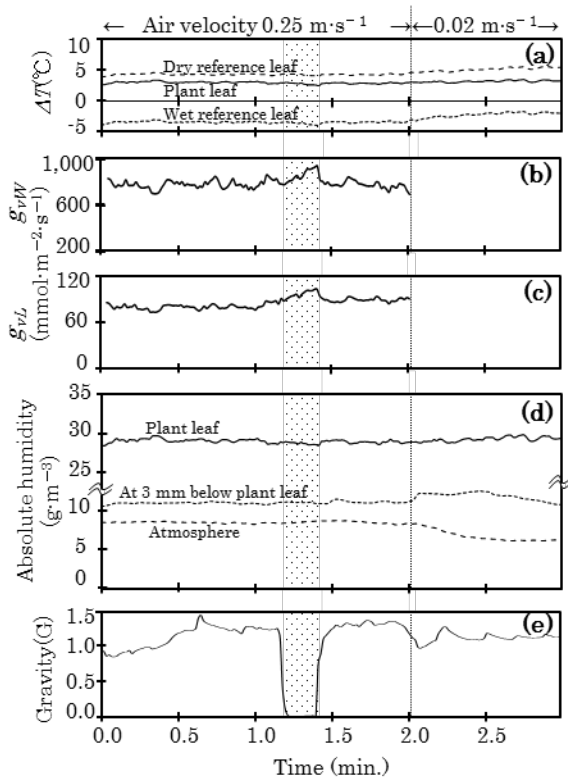 ← Air velocity 0.25 m·s⁻¹ →←0.02 m·s⁻¹→
10
5
0
-5
ΔT(℃)
(a)
Dry reference leaf
Plant leaf
Wet reference leaf
1,000
600
200
g_vW
(b)
120
60
0
g_vL
(mmol·m⁻²·s⁻¹)
(c)
35
30
25
10
5
0
Absolute humidity
(g·m⁻³)
(d)
Plant leaf
At 3 mm below plant leaf
Atmosphere
1.5
1.0
0.0
Gravity(G)
(e)
0.0 0.5 1.0 1.5 2.0 2.5
Time (min.)